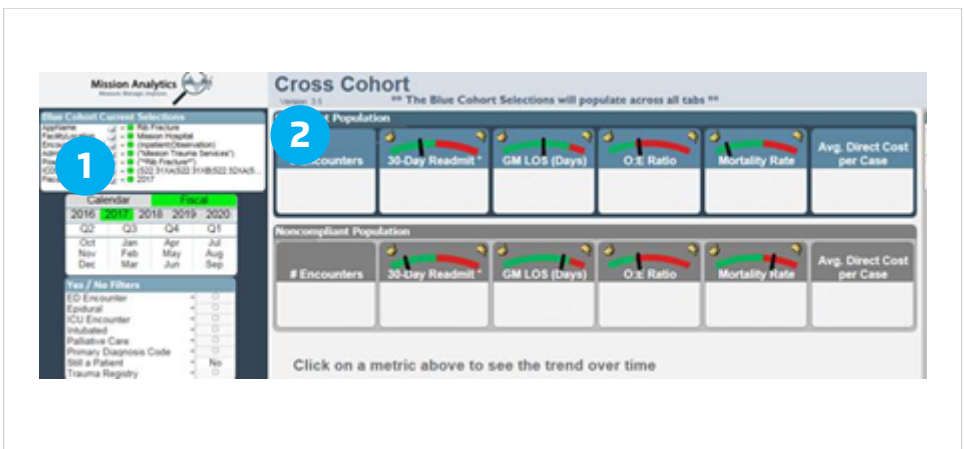 Mission Analytics
Cross Cohort
Version 3.5
** The Blue Cohort Selections will populate across all tabs **
Blue Cohort Current Selections
AppName Rib Fracture
Mission Hospital
(Inpatient|Observation)
("Mission Trauma Services")
("*Rib Fracture*")
2017
1
Calendar Fiscal
2016 2017 2018 2019 2020
Q2 Q3 Q4 Q1
Oct Jan Apr Jul
Nov Feb May Aug
Dec Mar Jun Sep
Yes / No Filters
ED Encounter
Epidural
ICU Encounter
Intubated
Palliative Care
Primary Diagnosis Code
Still a Patient No
Trauma Registry
2
Population
Encounters 30-Day Readmit * GM LOS (Days) O:E Ratio Mortality Rate Avg. Direct Cost per Case
Noncompliant Population
# Encounters 30-Day Readmit * GM LOS (Days) O:E Ratio Mortality Rate Avg. Direct Cost per Case
Click on a metric above to see the trend over time